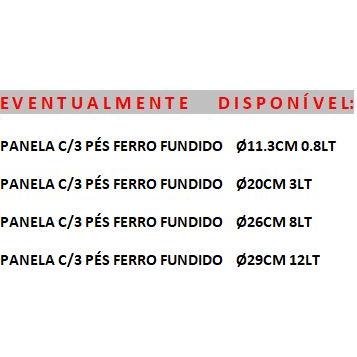 EVENTUALMENTE DISPONÍVEL:
PANELA C/3 PÉS FERRO FUNDIDO Ø11.3CM 0.8LT
PANELA C/3 PÉS FERRO FUNDIDO Ø20CM 3LT
PANELA C/3 PÉS FERRO FUNDIDO Ø26CM 8LT
PANELA C/3 PÉS FERRO FUNDIDO Ø29CM 12LT